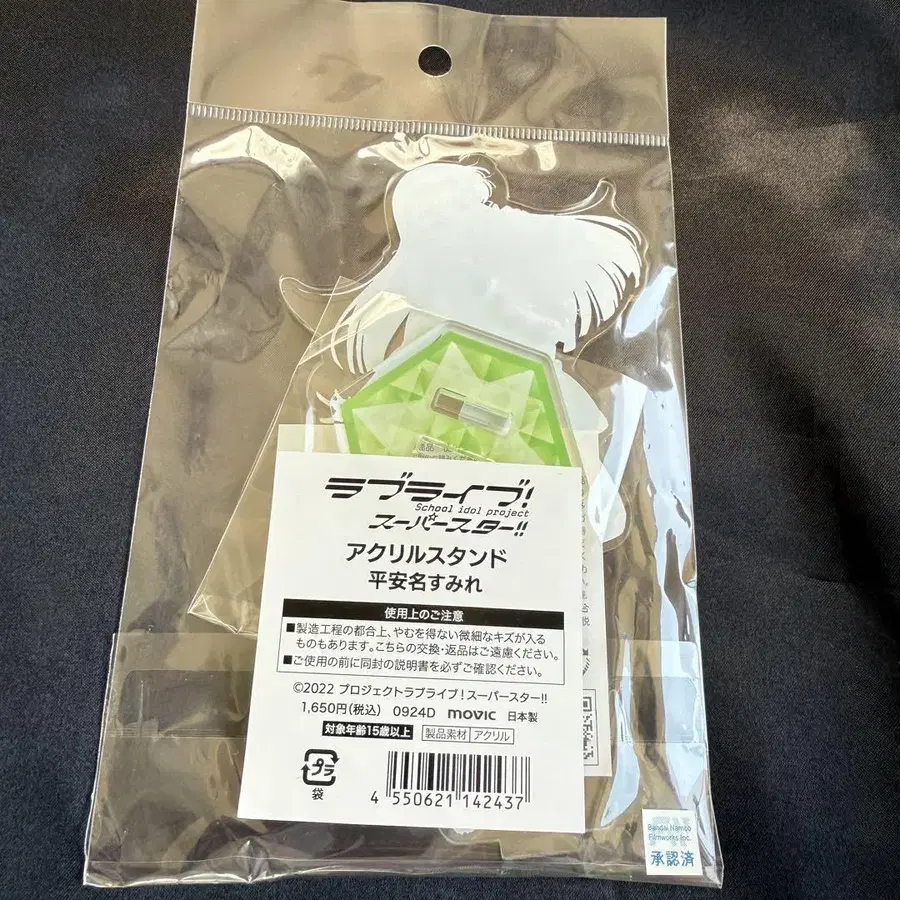 ラブライブ!
School idol project
スーパースター!!
アクリルスタンド
平安名すみれ
使用上のご注意
■製造工程の都合上、やむを得ない微細なキズが入る
ものもあります。こちらの交換・返品はご遠慮ください。
■ご使用の前に同封の説明書を必ずご確認ください。
©2022 プロジェクトラブライブ!スーパースター!!
1,650円(税込) 0924D movic 日本製
対象年齢15歳以上 製品素材 アクリル
プラ
袋
4 550621 142437
Bandai Namco
Filmworks Inc.
承認済